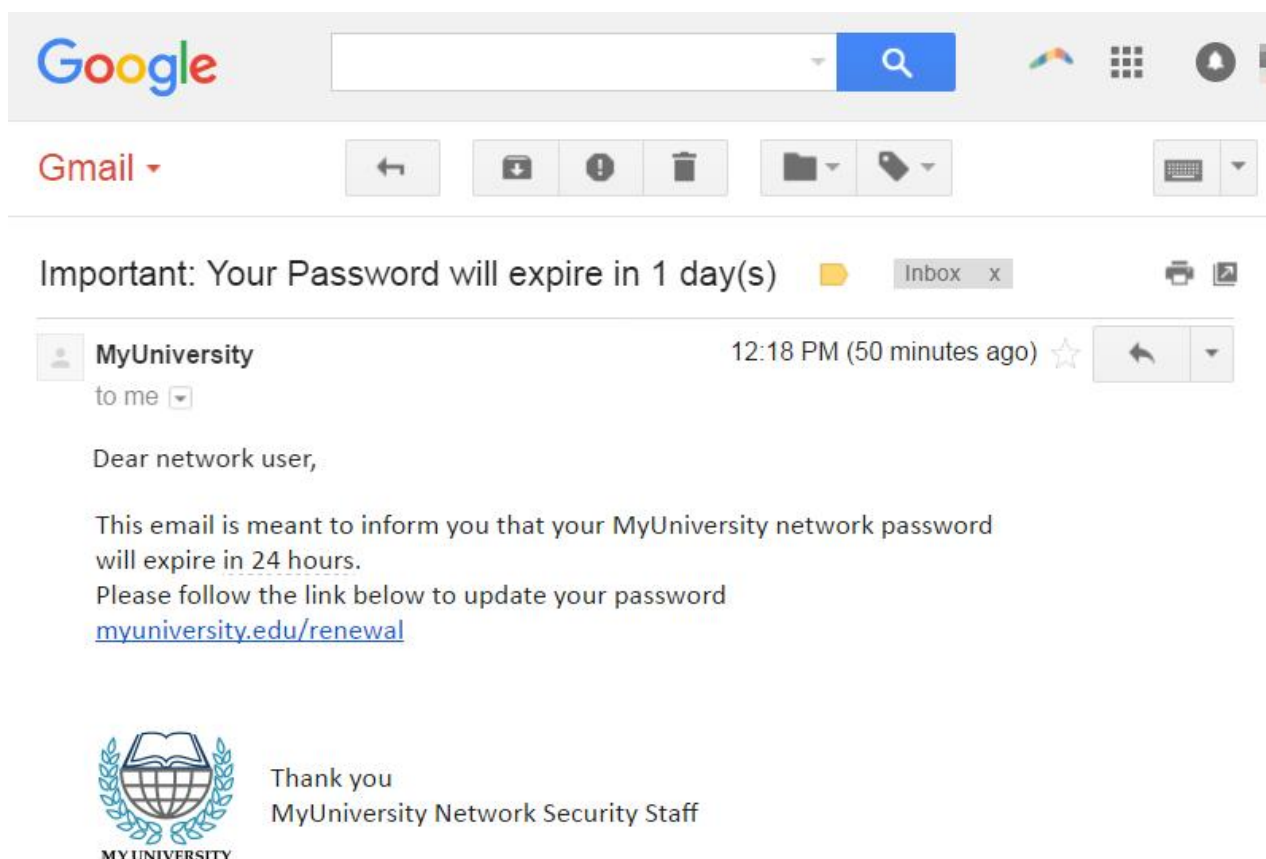 Google
Gmail
Important: Your Password will expire in 1 day(s) Inbox x
MyUniversity 12:18 PM (50 minutes ago)
to me
Dear network user,
This email is meant to inform you that your MyUniversity network password
will expire in 24 hours.
Please follow the link below to update your password
myuniversity.edu/renewal
Thank you
MyUniversity Network Security Staff
MY UNIVERSITY